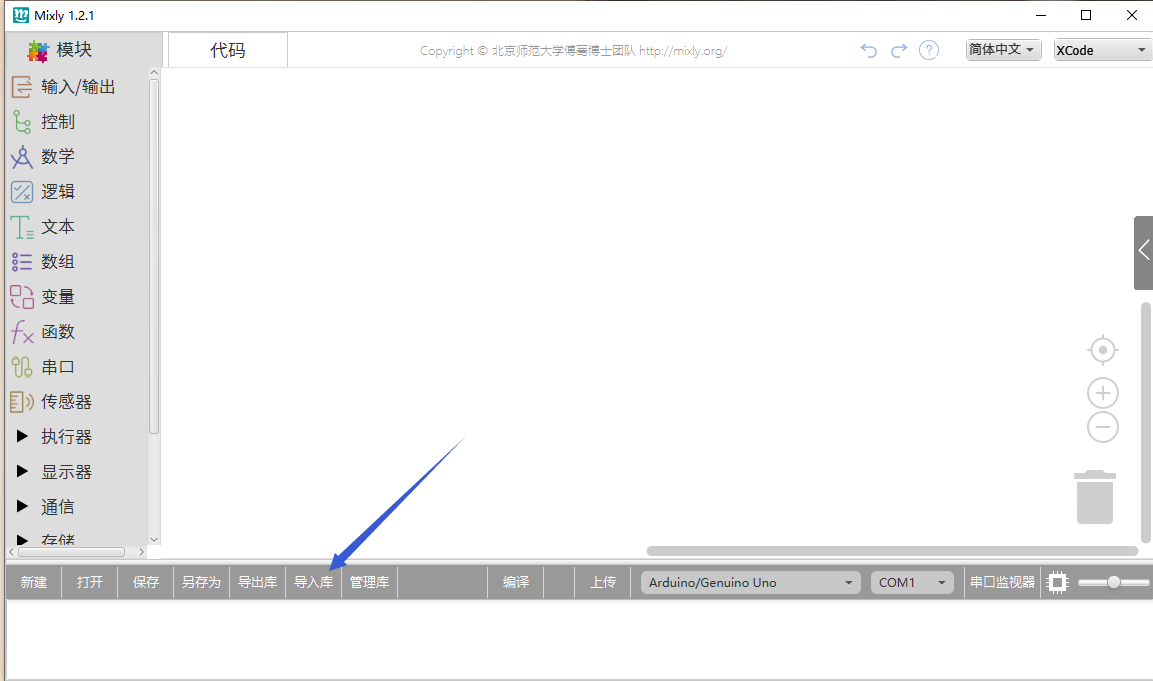 Mixly 1.2.1
模块
代码
Copyright © 北京师范大学傅骞博士团队 http://mixly.org/
?
简体中文
XCode
输入/输出
控制
数学
逻辑
文本
数组
变量
函数
串口
传感器
执行器
显示器
通信
存储
新建
打开
保存
另存为
导出库
导入库
管理库
编译
上传
Arduino/Genuino Uno
COM1
串口监视器